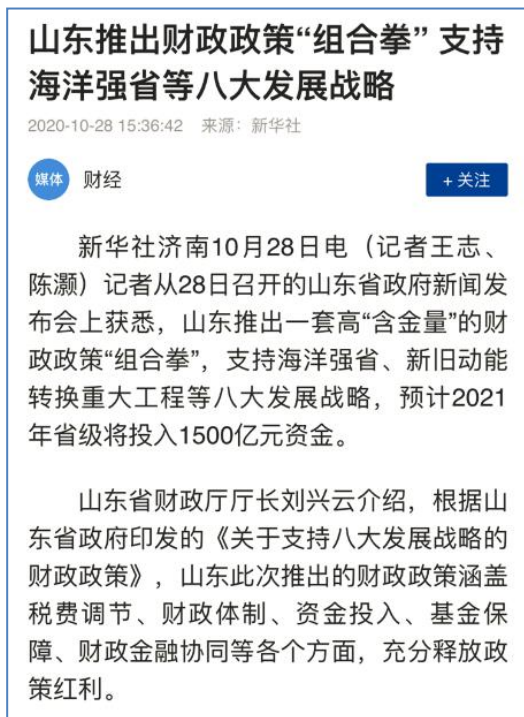 山东推出财政政策“组合拳” 支持
海洋强省等八大发展战略
2020-10-28 15:36:42 来源：新华社
媒体 财经 +关注
新华社济南10月28日电（记者王志、
陈灏）记者从28日召开的山东省政府新闻发
布会上获悉，山东推出一套高“含金量”的财
政政策“组合拳”，支持海洋强省、新旧动能
转换重大工程等八大发展战略，预计2021
年省级将投入1500亿元资金。
山东省财政厅厅长刘兴云介绍，根据山
东省政府印发的《关于支持八大发展战略的
财政政策》，山东此次推出的财政政策涵盖
税费调节、财政体制、资金投入、基金保
障、财政金融协同等各个方面，充分释放政
策红利。